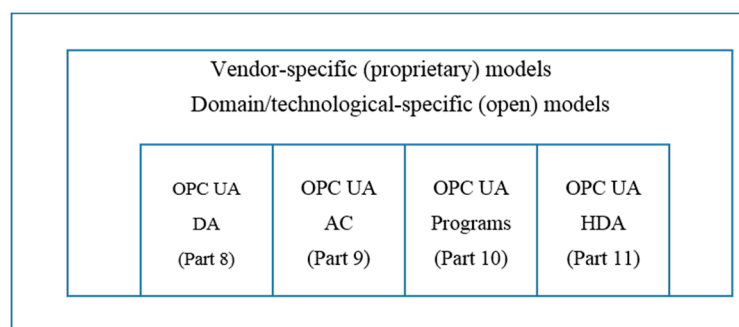 Vendor-specific (proprietary) models
Domain/technological-specific (open) models
OPC UA
DA
(Part 8)
OPC UA
AC
(Part 9)
OPC UA
Programs
(Part 10)
OPC UA
HDA
(Part 11)